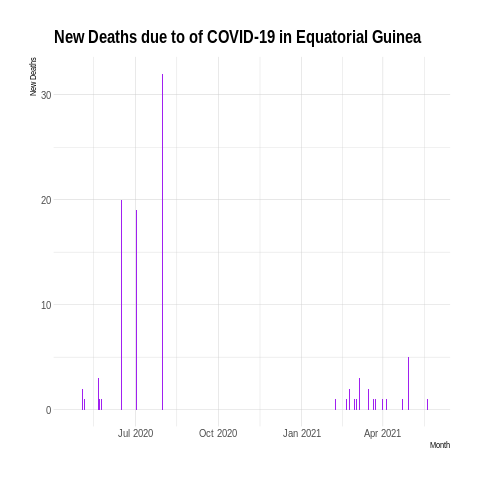 New Deaths due to of COVID-19 in Equatorial Guinea
New Deaths
30
20
10
0
Jul 2020 Oct 2020 Jan 2021 Apr 2021
Month